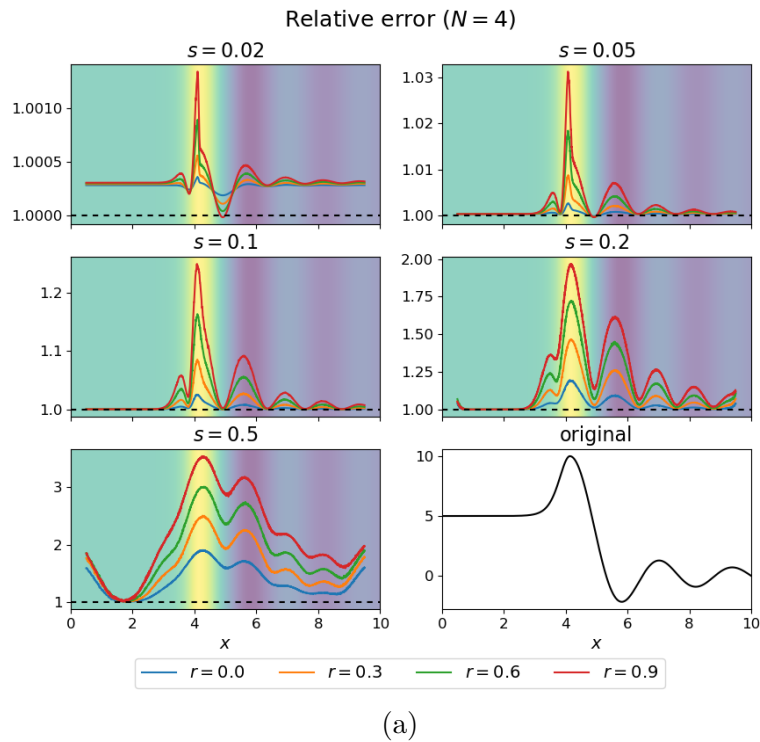 Relative error (N = 4)
s = 0.02
s = 0.05
1.0010
1.0005
1.0000
1.03
1.02
1.01
1.00
s = 0.1
s = 0.2
1.2
1.1
1.0
2.00
1.75
1.50
1.25
1.00
s = 0.5
original
3
2
1
10
5
0
0 2 4 6 8 10
0 2 4 6 8 10
x
x
r = 0.0 r = 0.3 r = 0.6 r = 0.9
(a)